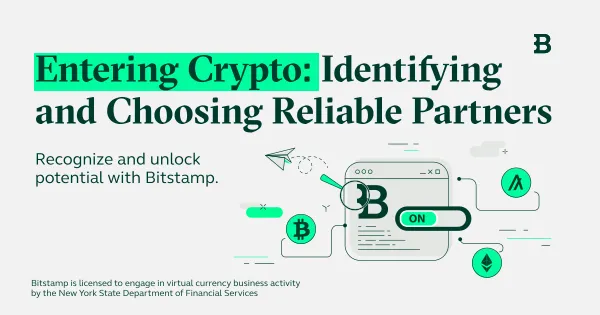 Entering Crypto: Identifying
and Choosing Reliable Partners
Recognize and unlock
potential with Bitstamp.
B
ON
Bitstamp is licensed to engage in virtual currency business activity
by the New York State Department of Financial Services